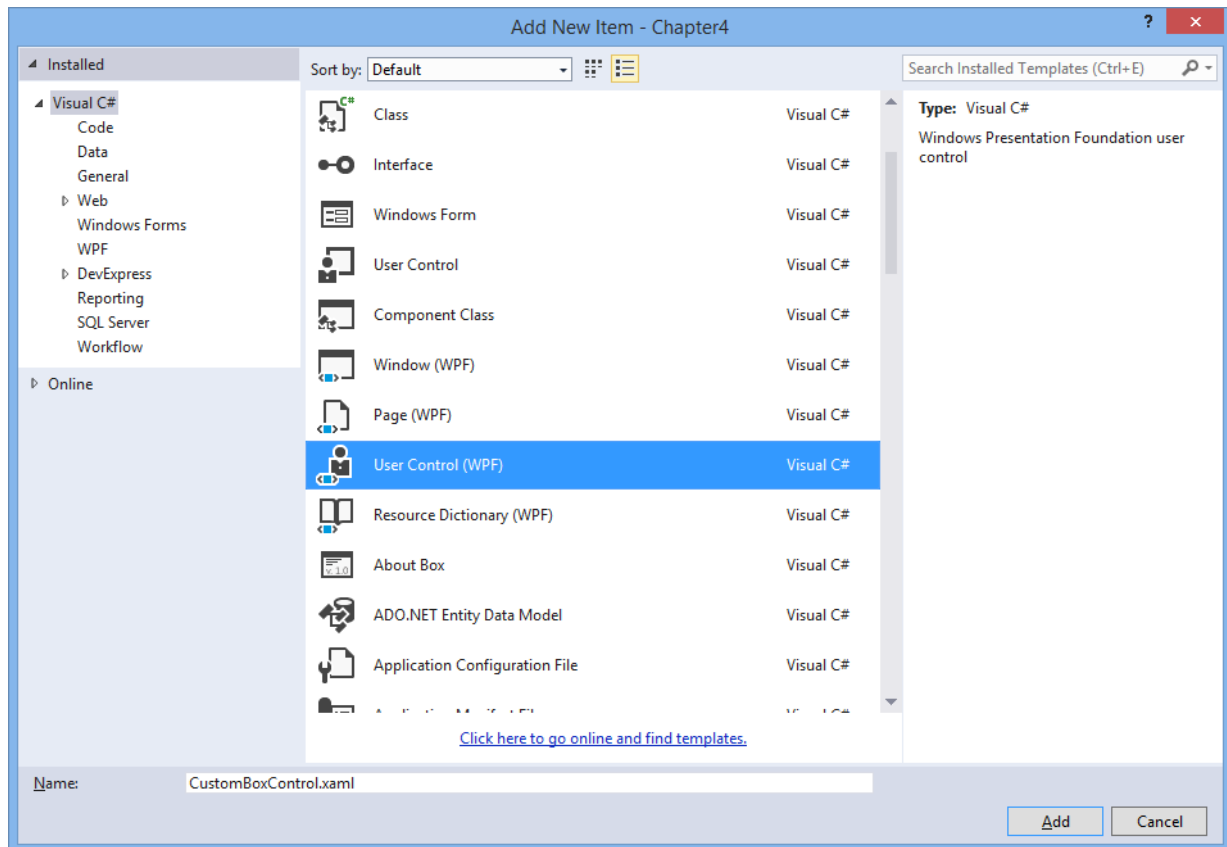 Add New Item - Chapter4
?
Installed
Sort by: Default
Search Installed Templates (Ctrl+E)
Visual C#
Code
Data
General
Web
Windows Forms
WPF
DevExpress
Reporting
SQL Server
Workflow
Online
C#
Class Visual C#
Interface Visual C#
Windows Form Visual C#
User Control Visual C#
Component Class Visual C#
Window (WPF) Visual C#
Page (WPF) Visual C#
User Control (WPF) Visual C#
Resource Dictionary (WPF) Visual C#
v. 1.0
About Box Visual C#
ADO.NET Entity Data Model Visual C#
Application Configuration File Visual C#
Click here to go online and find templates.
Type: Visual C#
Windows Presentation Foundation user
control
Name: CustomBoxControl.xaml
Add Cancel